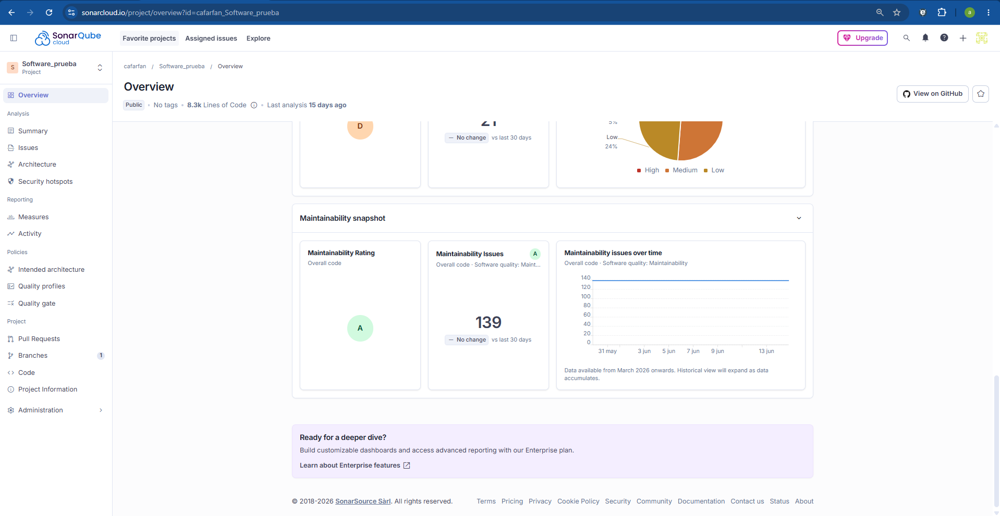 sonarcloud.io/project/overview?id=cafarfan_Software_prueba
a
SonarQube
cloud
Favorite projects
Assigned issues
Explore
Upgrade
S
Software_prueba
Project
Overview
Analysis
Summary
Issues
Architecture
Security hotspots
Reporting
Measures
Activity
Policies
Intended architecture
Quality profiles
Quality gate
Project
Pull Requests
Branches
1
Code
Project Information
Administration
cafarfan / Software_prueba / Overview
Overview
Public • No tags • 8.3k Lines of Code • Last analysis 15 days ago
View on GitHub
D
21
— No change vs last 30 days
5%
Low
24%
High Medium Low
Maintainability snapshot
Maintainability Rating
Overall code
A
Maintainability Issues
A
Overall code · Software quality: Maint...
139
— No change vs last 30 days
Maintainability issues over time
Overall code · Software quality: Maintainability
140
120
100
80
60
40
20
0
31 may 3 jun 5 jun 7 jun 9 jun 13 jun
Data available from March 2026 onwards. Historical view will expand as data
accumulates.
Ready for a deeper dive?
Build customizable dashboards and access advanced reporting with our Enterprise plan.
Learn about Enterprise features
© 2018-2026 SonarSource Sàrl. All rights reserved.
Terms Pricing Privacy Cookie Policy Security Community Documentation Contact us Status About